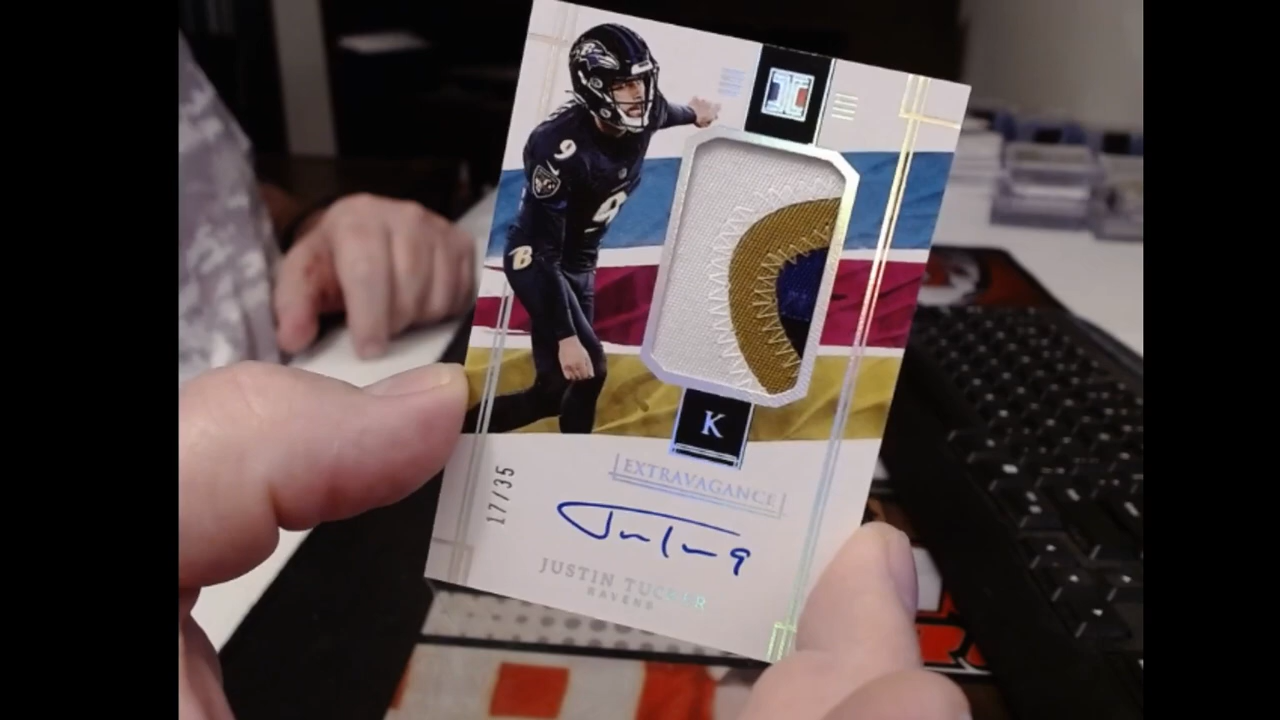 9
9
B
K
EXTRAVAGANCE
17/35
JUSTIN TUCKER
RAVENS